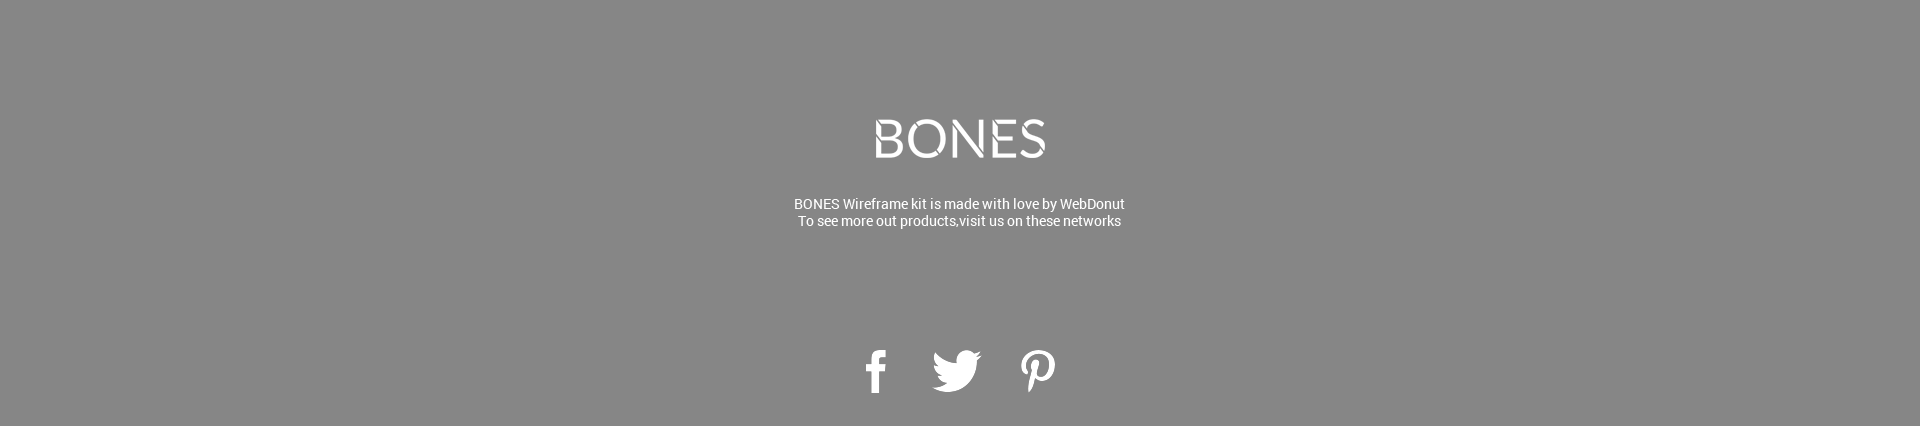 BONES
BONES Wireframe kit is made with love by WebDonut
To see more out products,visit us on these networks